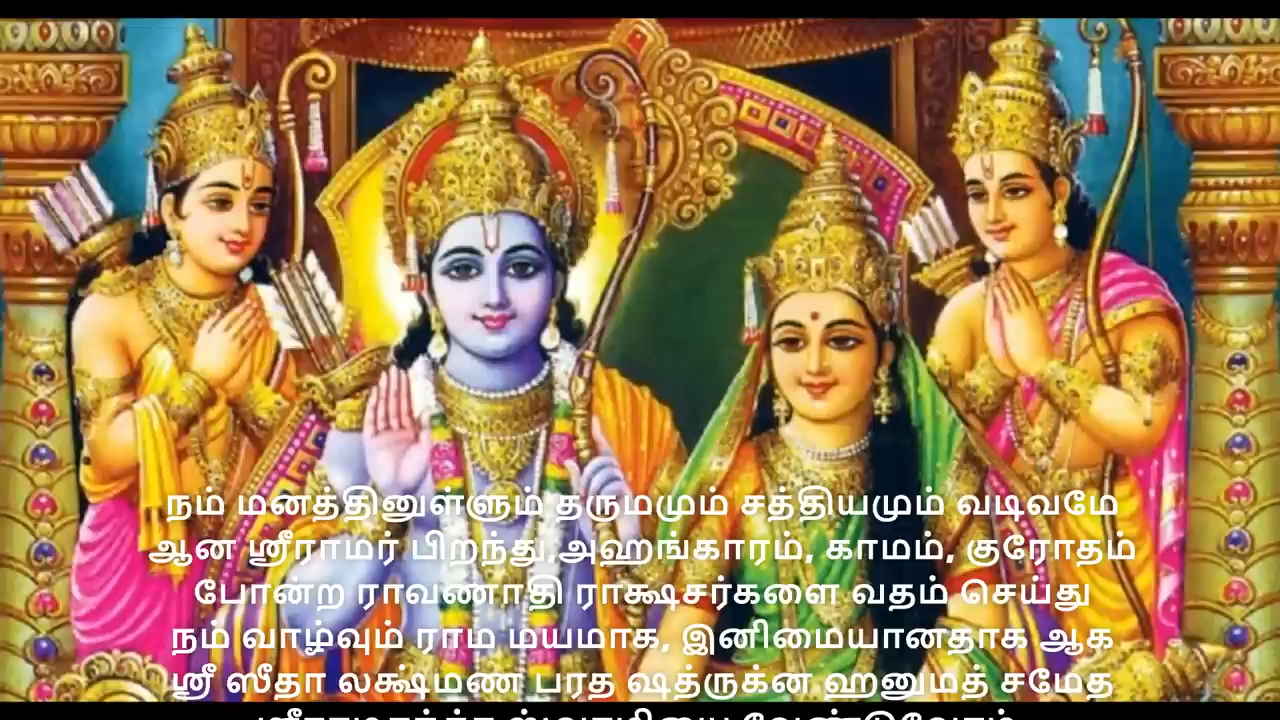 நம் மனத்தினுள்ளும் தருமமும் சத்தியமும் வடிவமே
ஆன ஸ்ரீராமர் பிறந்து,அஹங்காரம், காமம், குரோதம்
போன்ற ராவணாதி ராக்ஷசர்களை வதம் செய்து
நம் வாழ்வும் ராம மயமாக, இனிமையானதாக ஆக
ஸ்ரீ ஸீதா லக்ஷ்மண பரத ஷத்ருக்ன ஹனுமத் சமேத